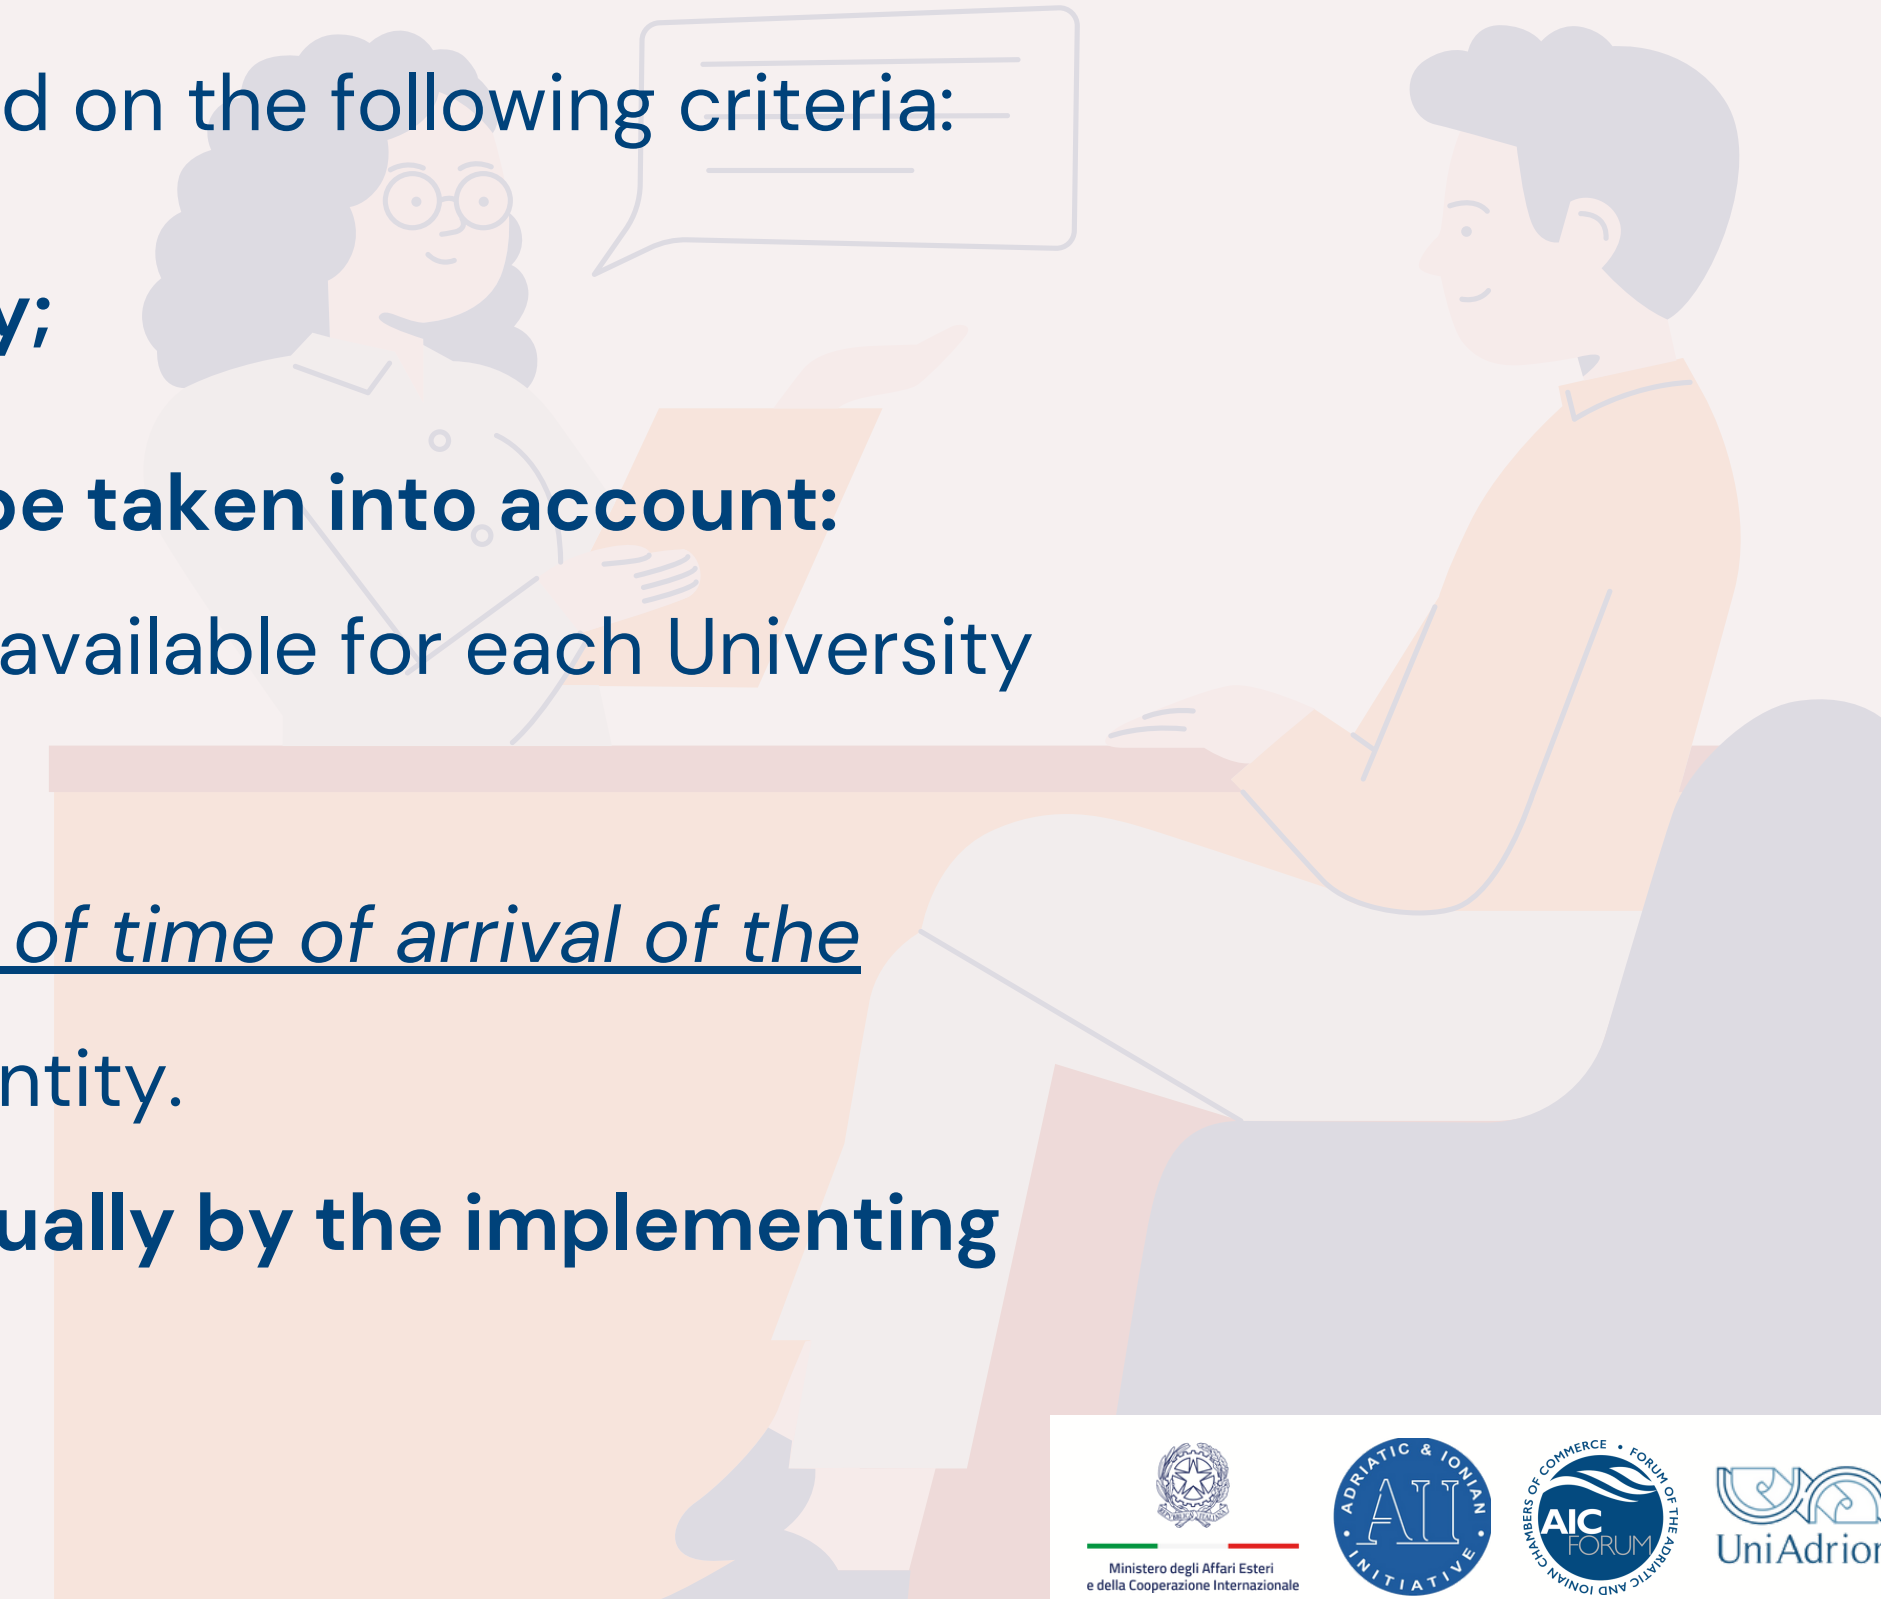 d on the following criteria:
y;
be taken into account:
available for each University
of time of arrival of the
ntity.
ually by the implementing
Ministero degli Affari Esteri
e della Cooperazione Internazionale
ADRIATIC & IONIAN
AII
INITIATIVE
FORUM OF THE ADRIATIC AND IONIAN CHAMBERS OF COMMERCE
AIC
FORUM
UniAdrion